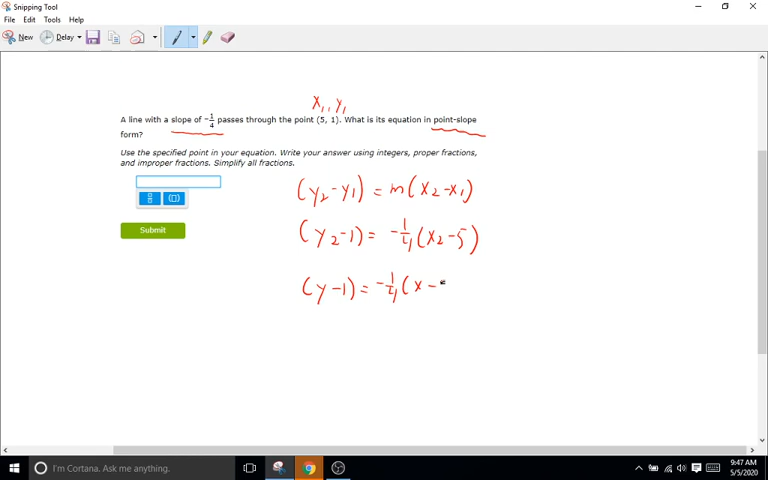 Snipping Tool
File Edit Tools Help
New Delay
x₁, y₁
A line with a slope of -1/4 passes through the point (5, 1). What is its equation in point-slope
form?
Use the specified point in your equation. Write your answer using integers, proper fractions,
and improper fractions. Simplify all fractions.
Submit
(y₂-y₁) = m(x₂-x₁)
(y₂-1) = -1/4(x₂-5)
(y-1) = -1/4(x-
I'm Cortana. Ask me anything.
9:47 AM
5/5/2020